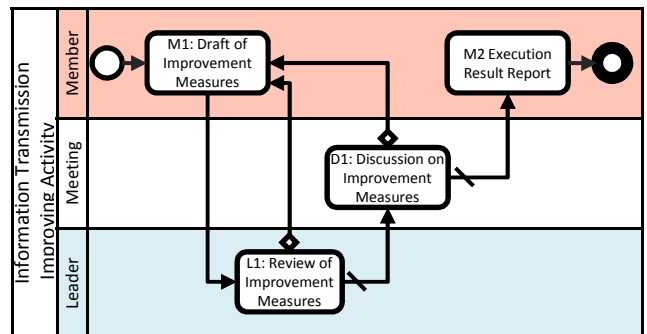 Information Transmission
Improving Activity
Member
Meeting
Leader
M1: Draft of
Improvement
Measures
M2 Execution
Result Report
D1: Discussion on
Improvement
Measures
L1: Review of
Improvement
Measures